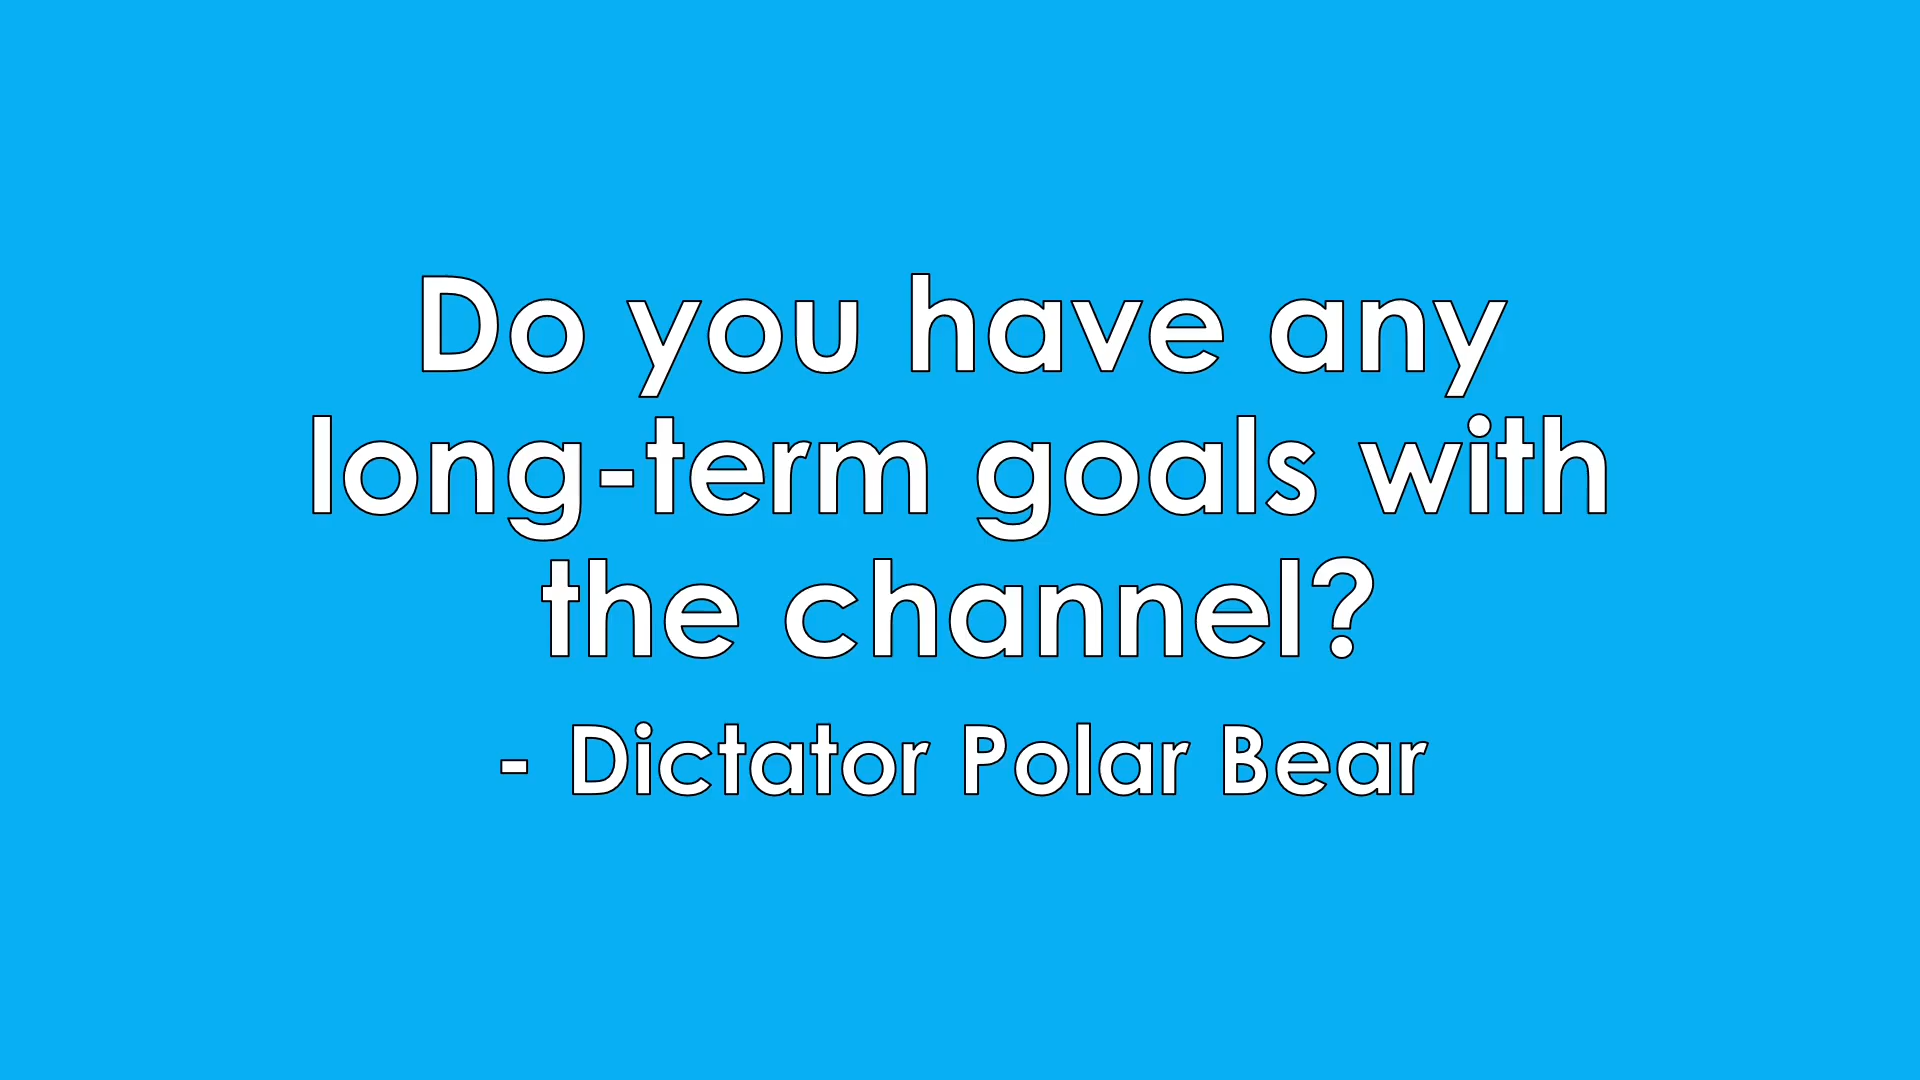 Do you have any
long-term goals with
the channel?
- Dictator Polar Bear